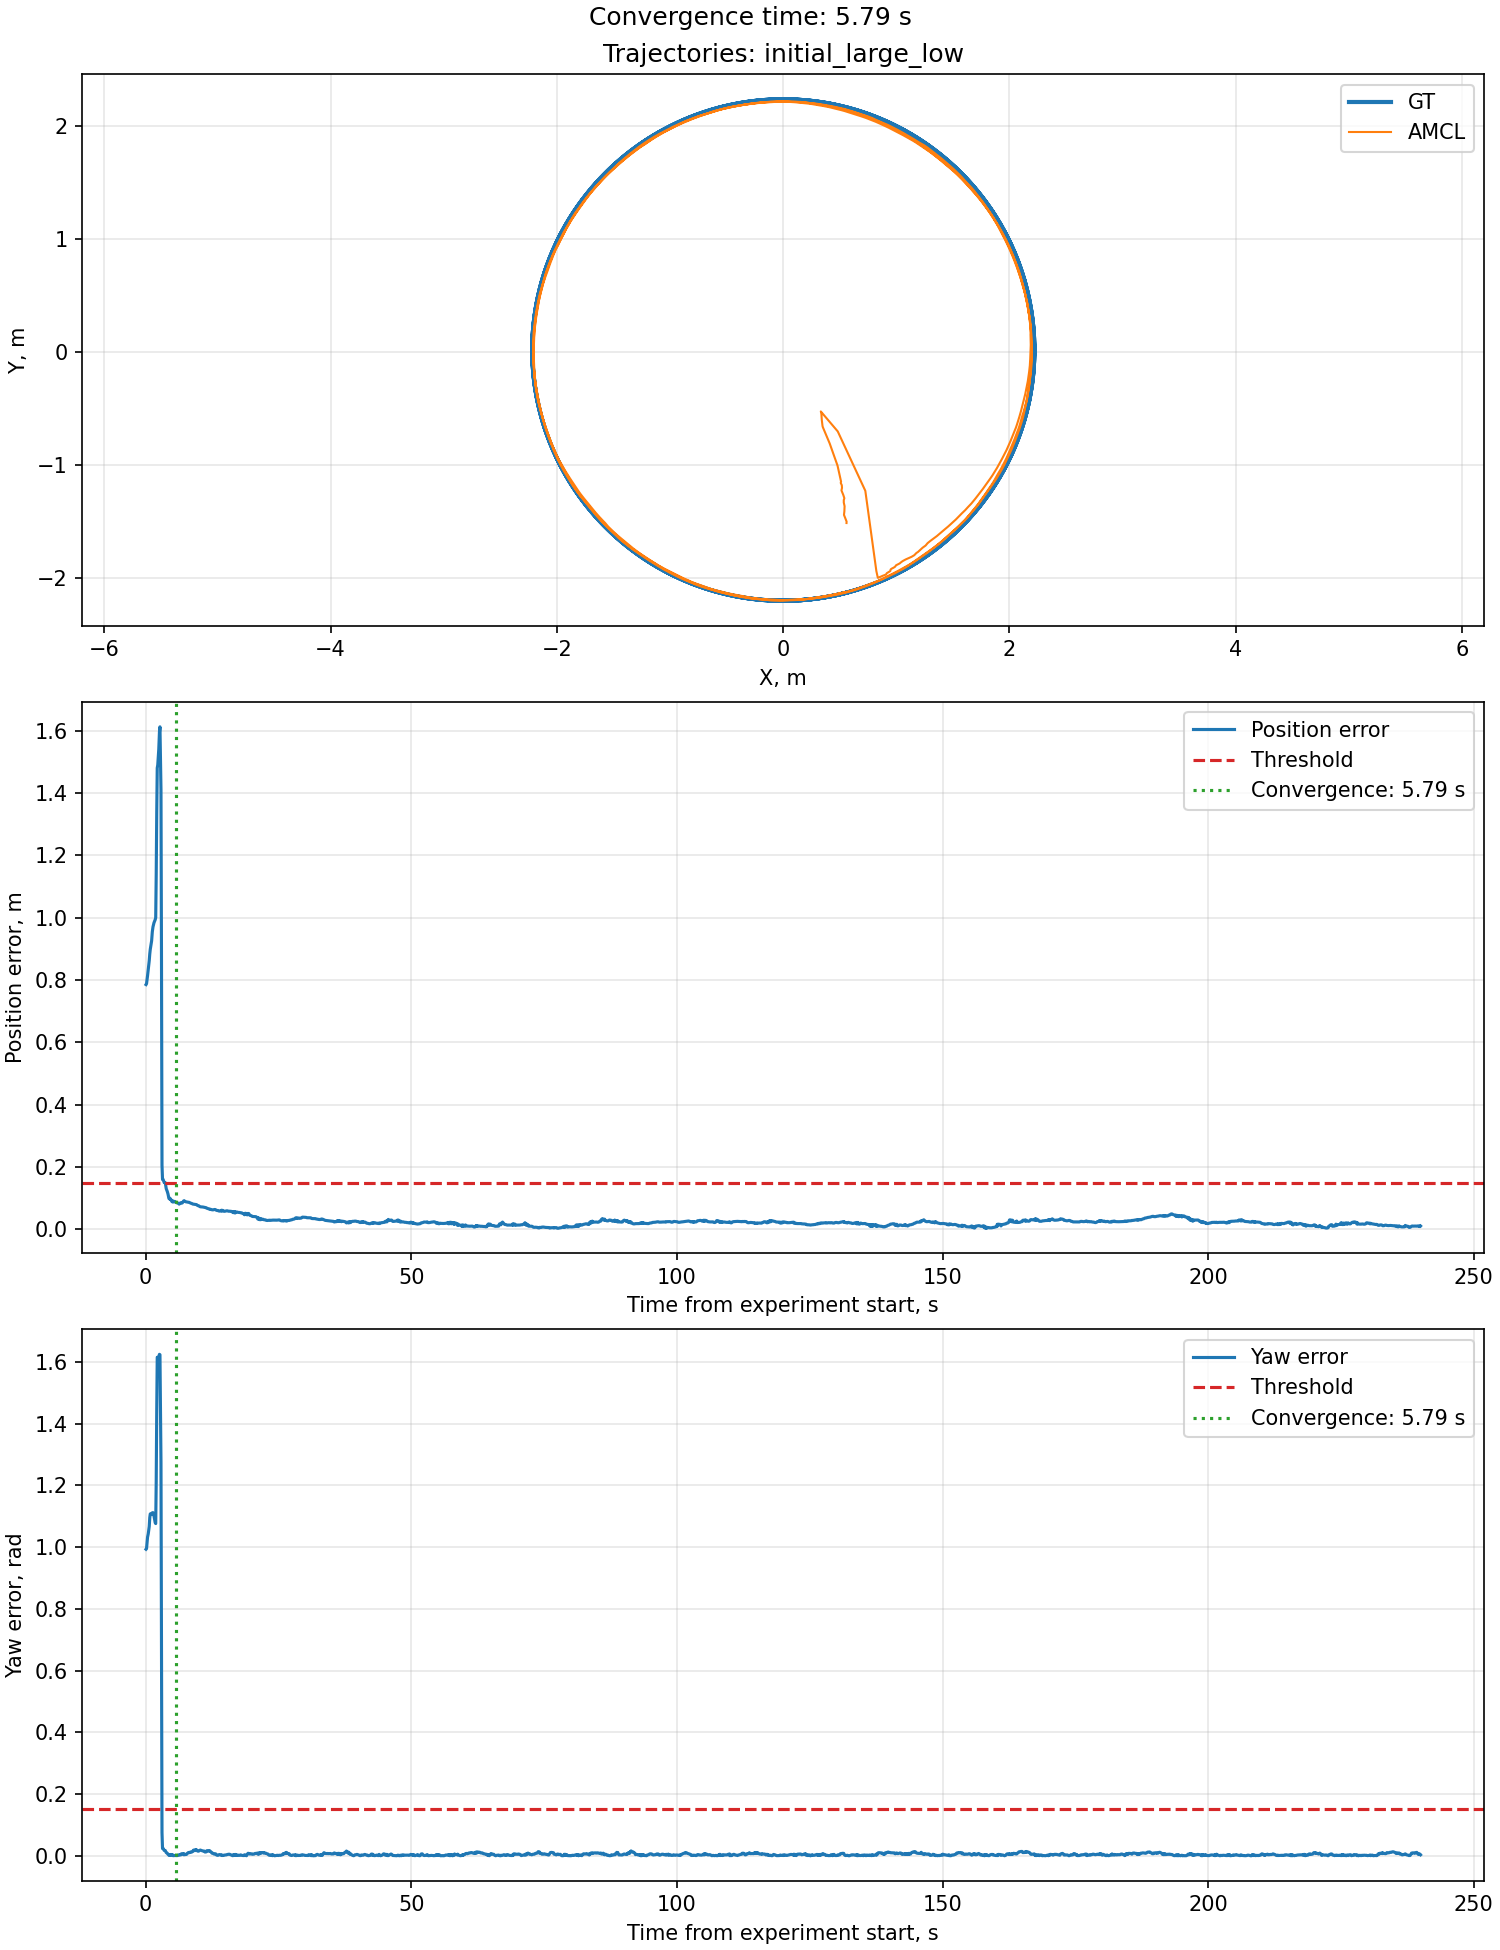 Convergence time: 5.79 s
Trajectories: initial_large_low
GT
AMCL
2
1
0
−1
−2
Y, m
−6
−4
−2
0
2
4
6
X, m
Position error
Threshold
Convergence: 5.79 s
1.6
1.4
1.2
1.0
0.8
0.6
0.4
0.2
0.0
Position error, m
0
50
100
150
200
250
Time from experiment start, s
Yaw error
Threshold
Convergence: 5.79 s
1.6
1.4
1.2
1.0
0.8
0.6
0.4
0.2
0.0
Yaw error, rad
0
50
100
150
200
250
Time from experiment start, s